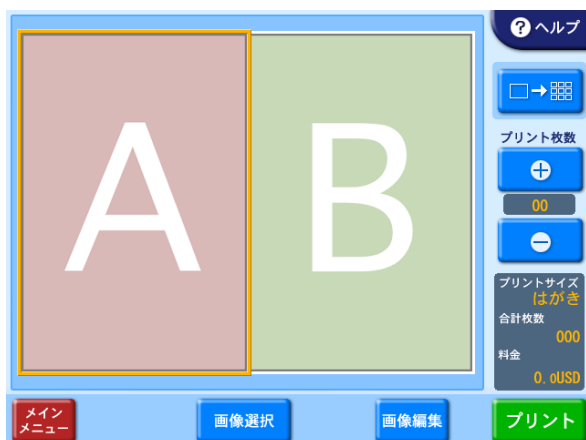 ヘルプ
A
B
プリント枚数
00
プリントサイズ
はがき
合計枚数
000
料金
0.0USD
メイン
メニュー
画像選択
画像編集
プリント